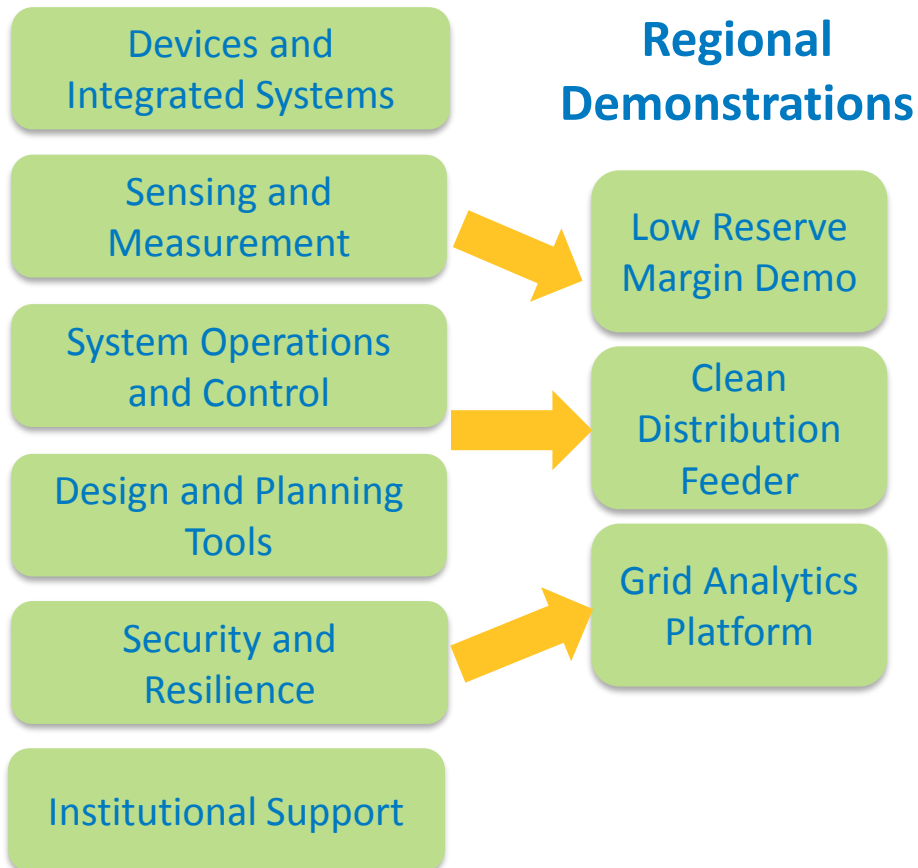 Devices and
Integrated Systems
Sensing and
Measurement
System Operations
and Control
Design and Planning
Tools
Security and
Resilience
Institutional Support
Regional
Demonstrations
Low Reserve
Margin Demo
Clean
Distribution
Feeder
Grid Analytics
Platform